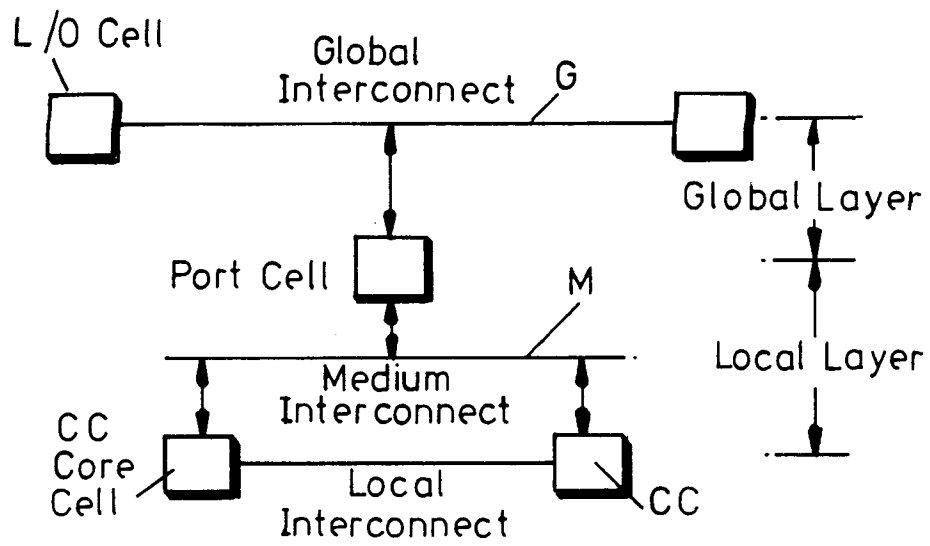 L/O Cell
Global
Interconnect
G
Global Layer
Port Cell
M
Local Layer
Medium
Interconnect
CC
Core
Cell
Local
Interconnect
CC